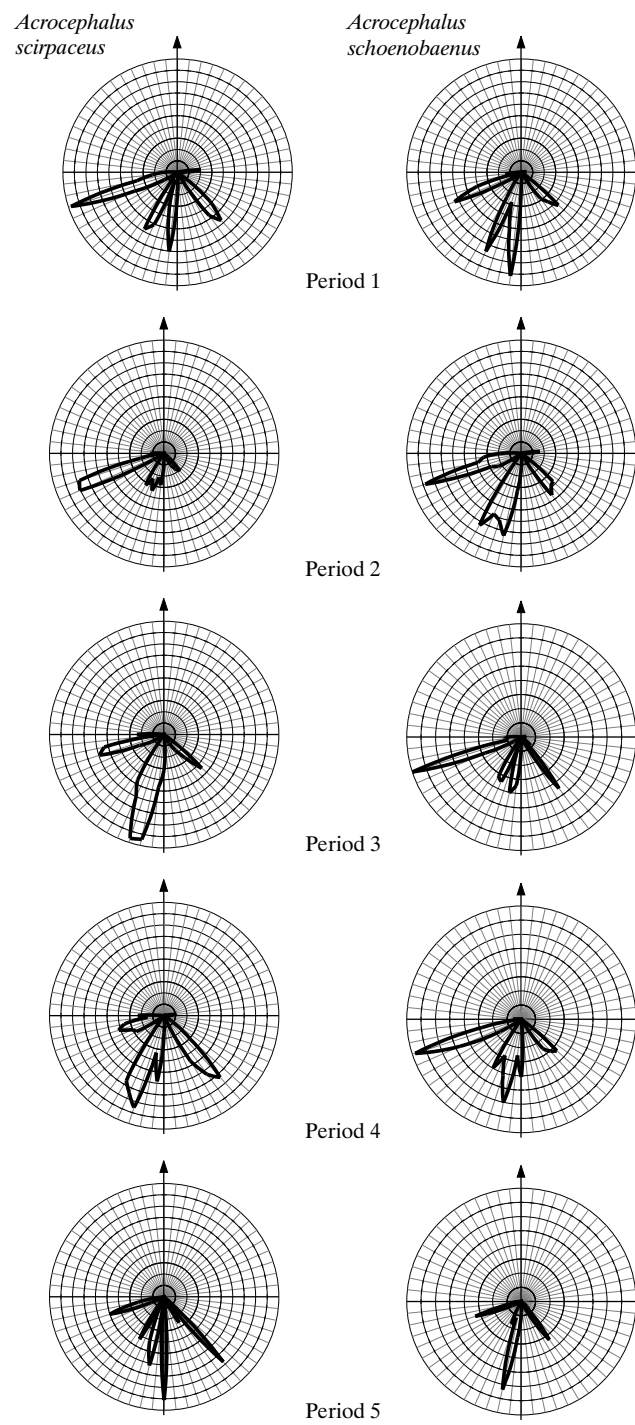 Acrocephalus
scirpaceus
Acrocephalus
schoenobaenus
Period 1
Period 2
Period 3
Period 4
Period 5